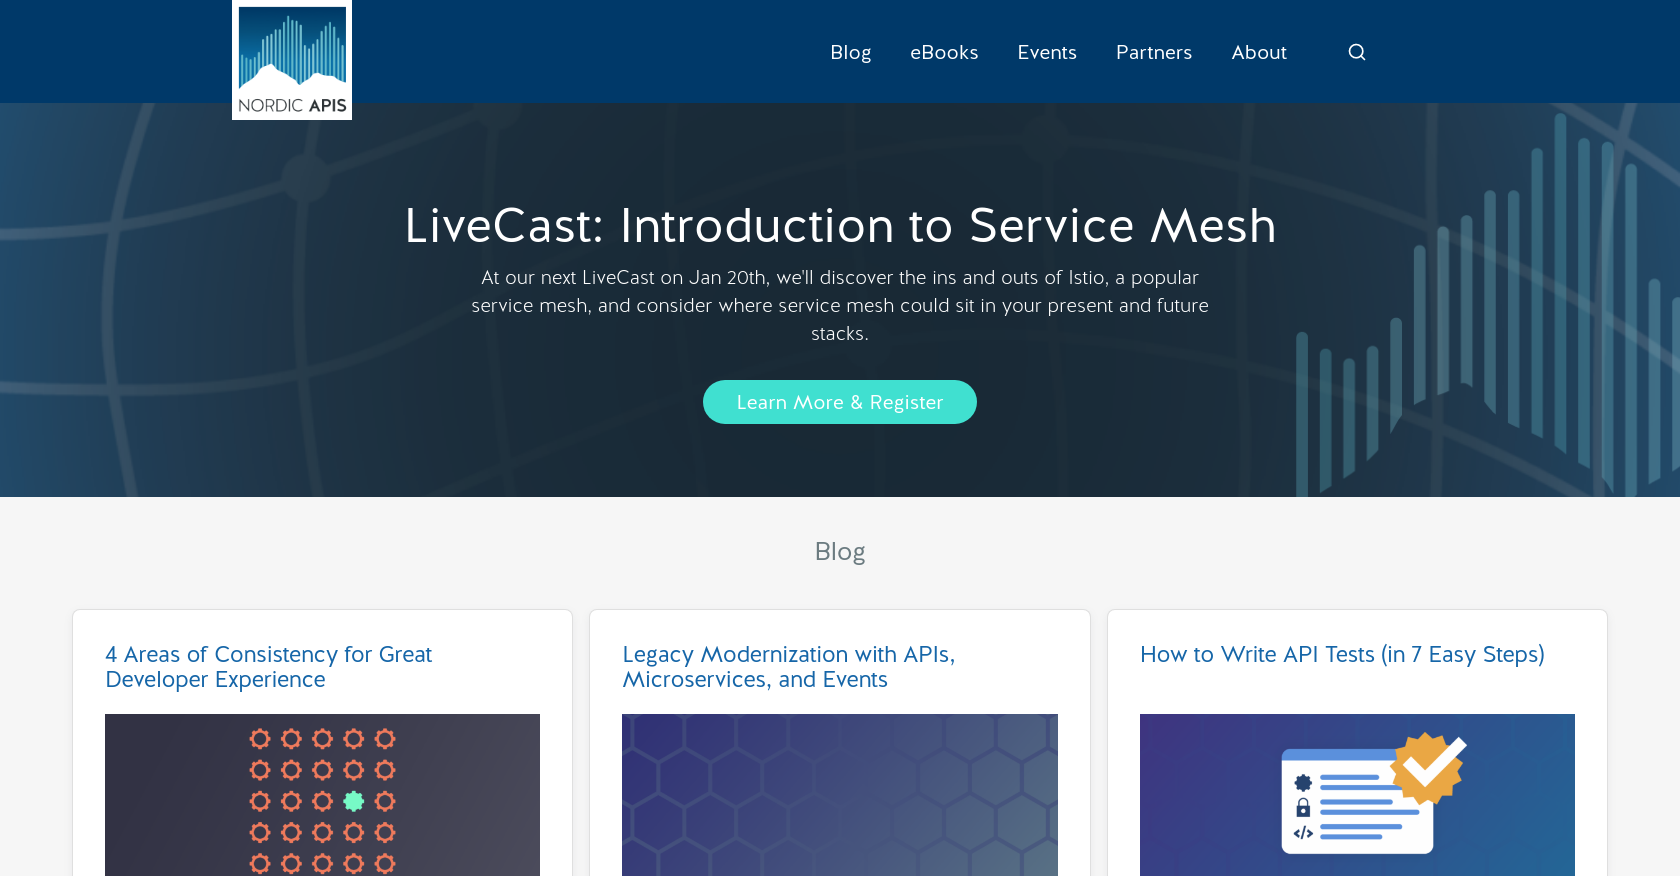 NORDIC APIS
Blog
eBooks
Events
Partners
About
LiveCast: Introduction to Service Mesh
At our next LiveCast on Jan 20th, we'll discover the ins and outs of Istio, a popular
service mesh, and consider where service mesh could sit in your present and future
stacks.
Learn More & Register
Blog
4 Areas of Consistency for Great
Developer Experience
Legacy Modernization with APIs,
Microservices, and Events
How to Write API Tests (in 7 Easy Steps)